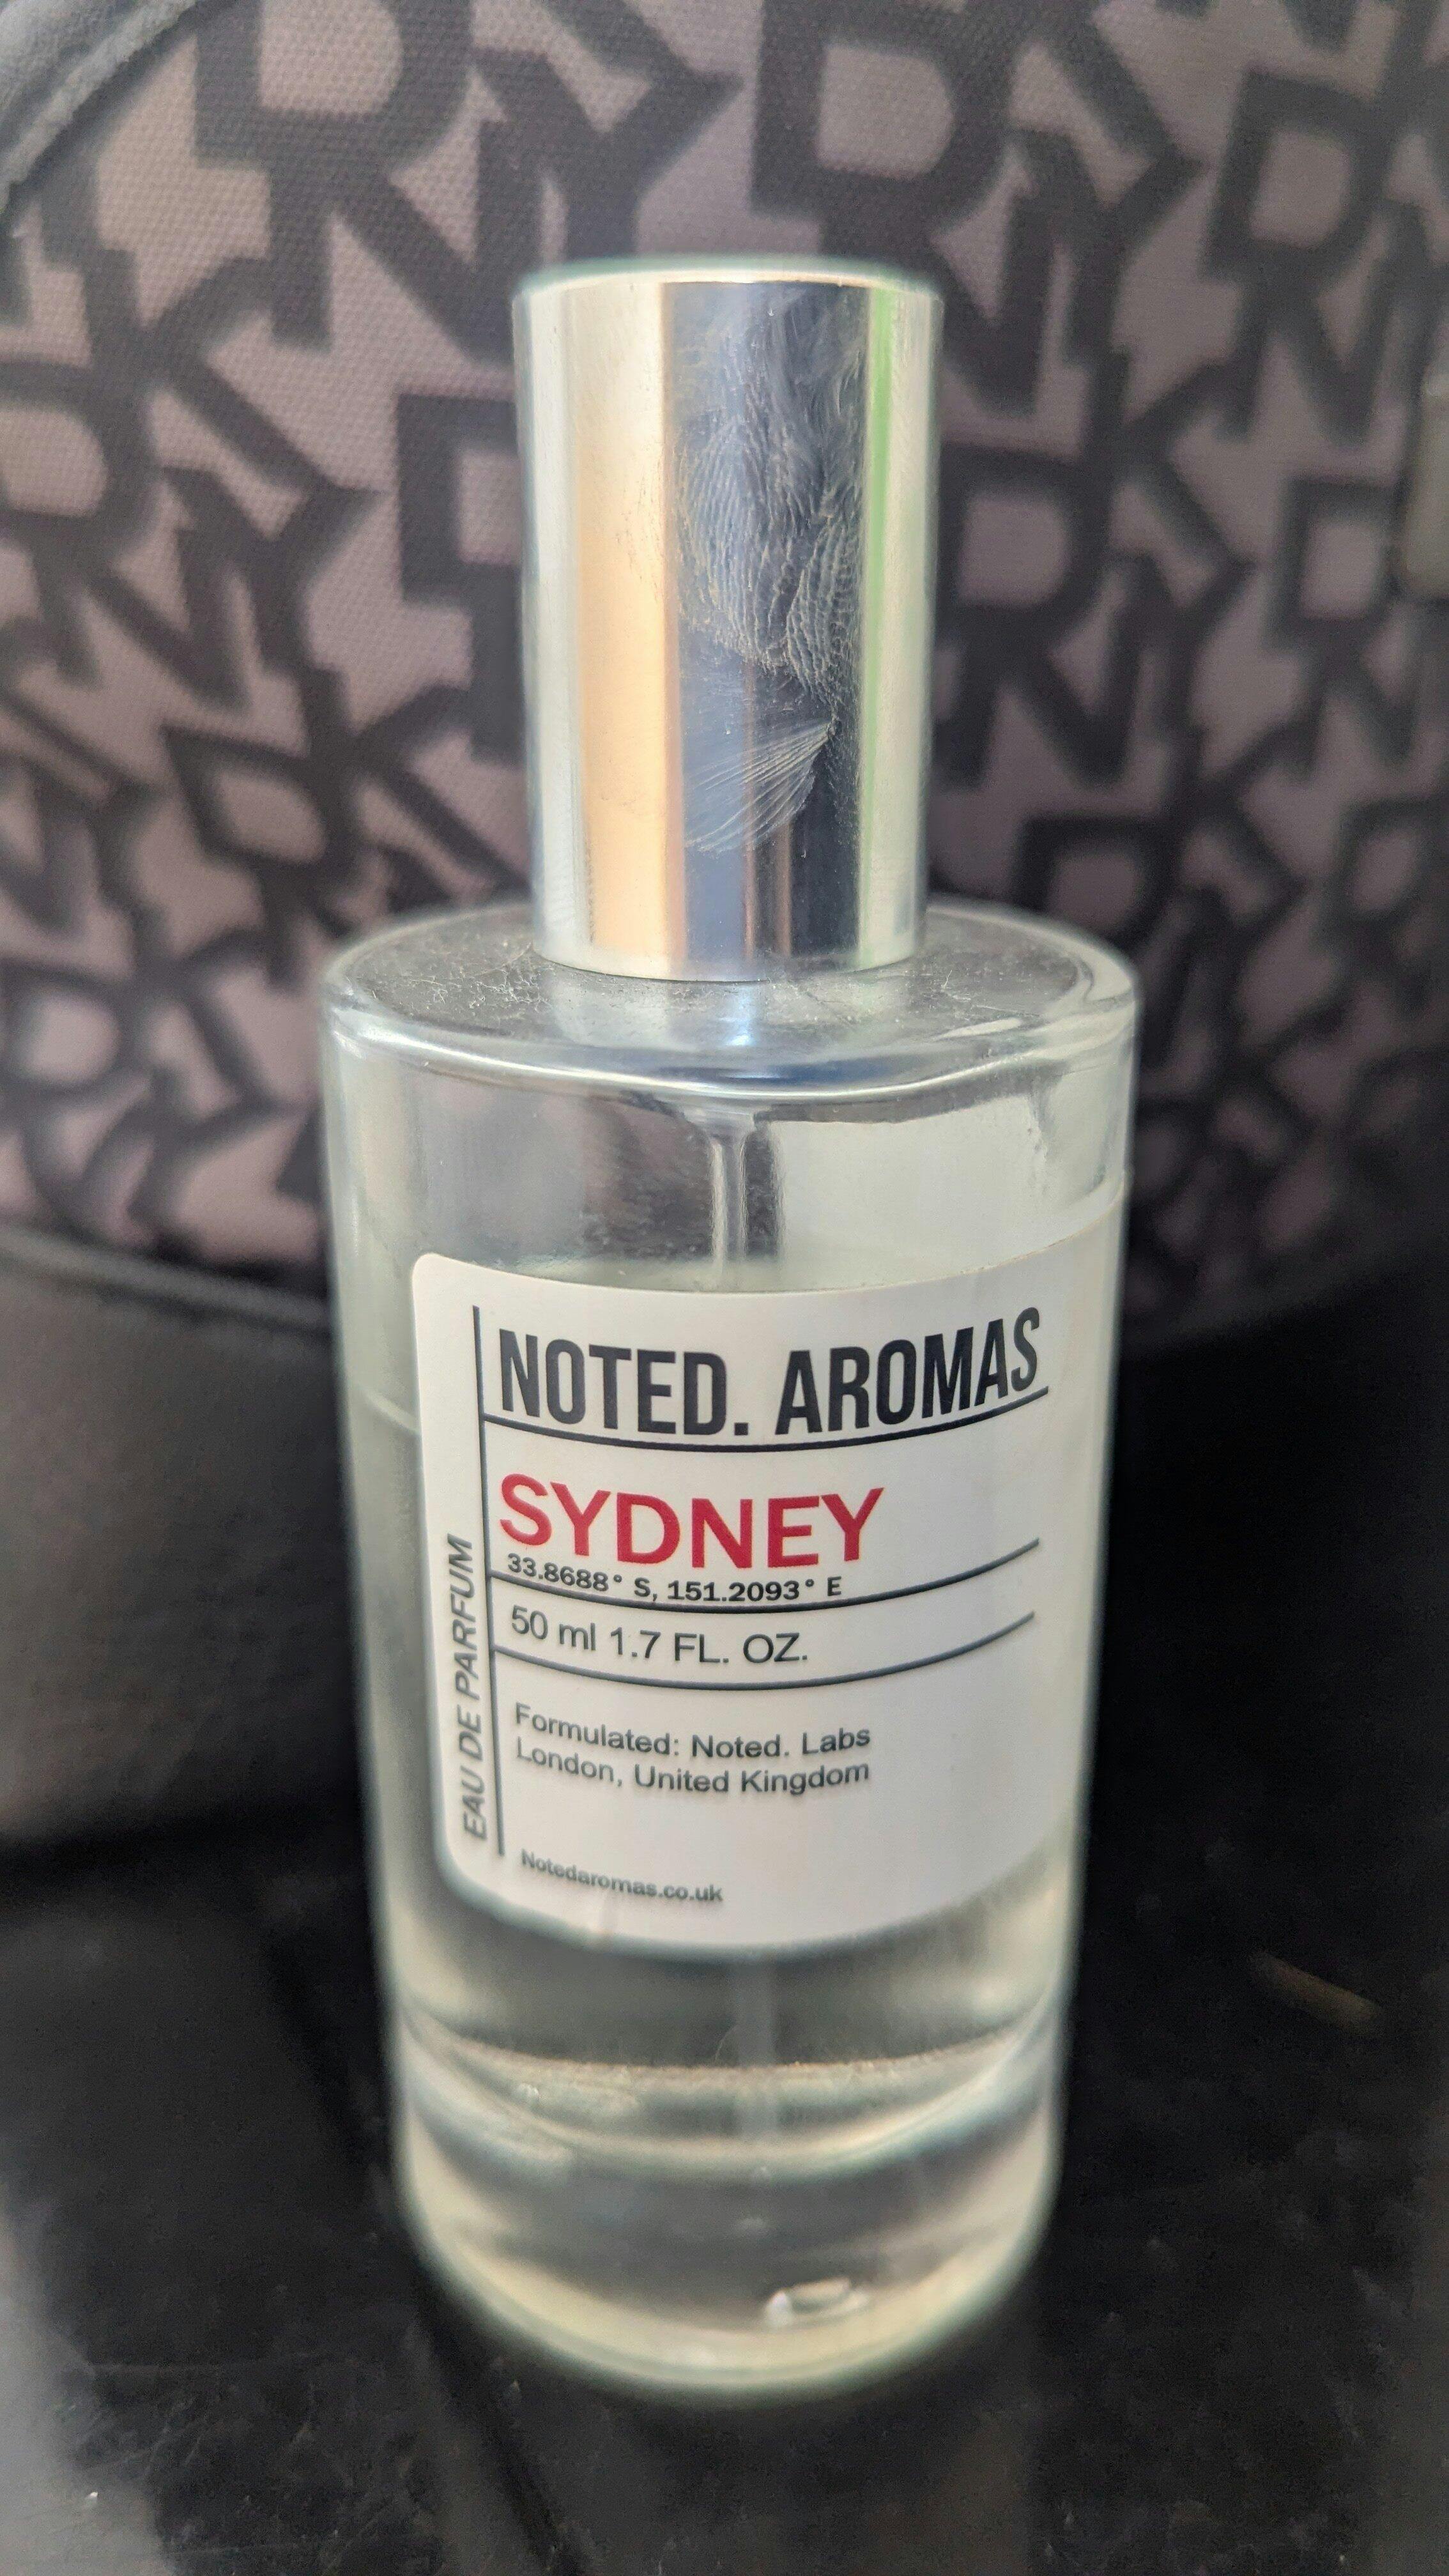 DKNY
NOTED. AROMAS
SYDNEY
33.8688° S, 151.2093° E
50 ml 1.7 FL. OZ.
EAU DE PARFUM
Formulated: Noted. Labs
London, United Kingdom
Notedaromas.co.uk